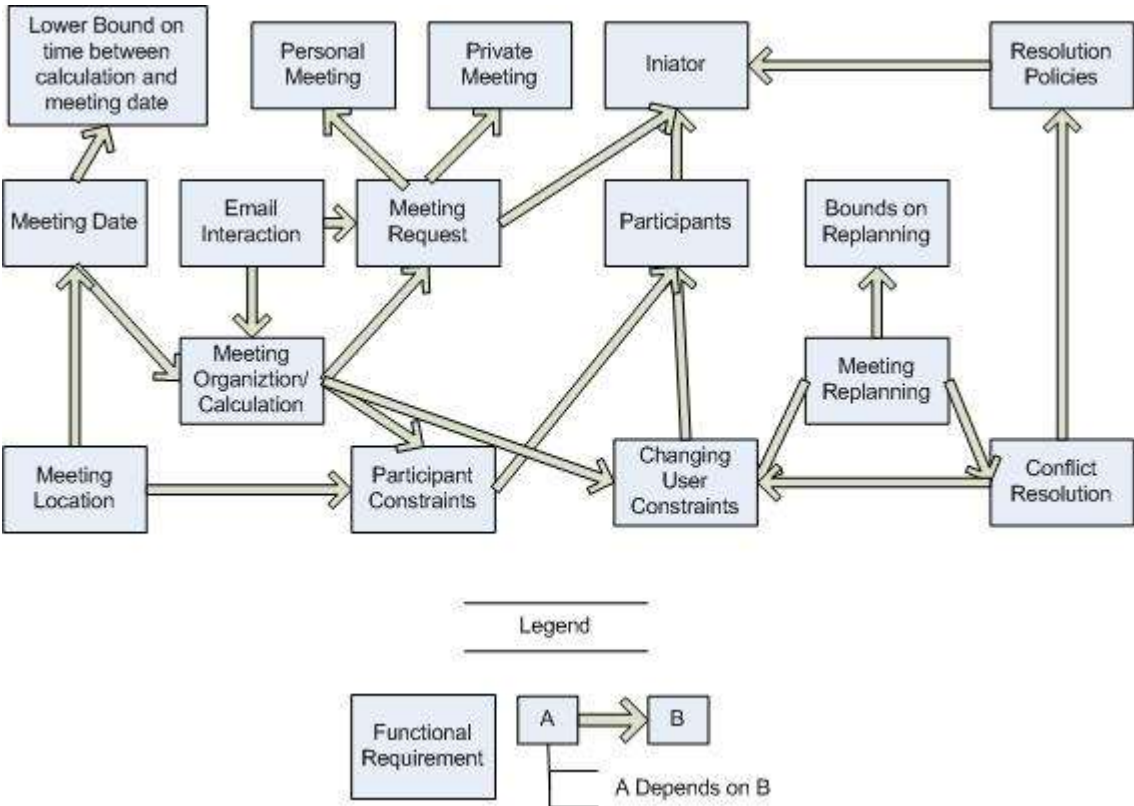 Lower Bound on
time between
calculation and
meeting date
Personal
Meeting
Private
Meeting
Iniator
Resolution
Policies
Meeting Date
Email
Interaction
Meeting
Request
Participants
Bounds on
Replanning
Meeting
Organiztion/
Calculation
Meeting
Replanning
Meeting
Location
Participant
Constraints
Changing
User
Constraints
Conflict
Resolution
Legend
Functional
Requirement
A
B
A Depends on B